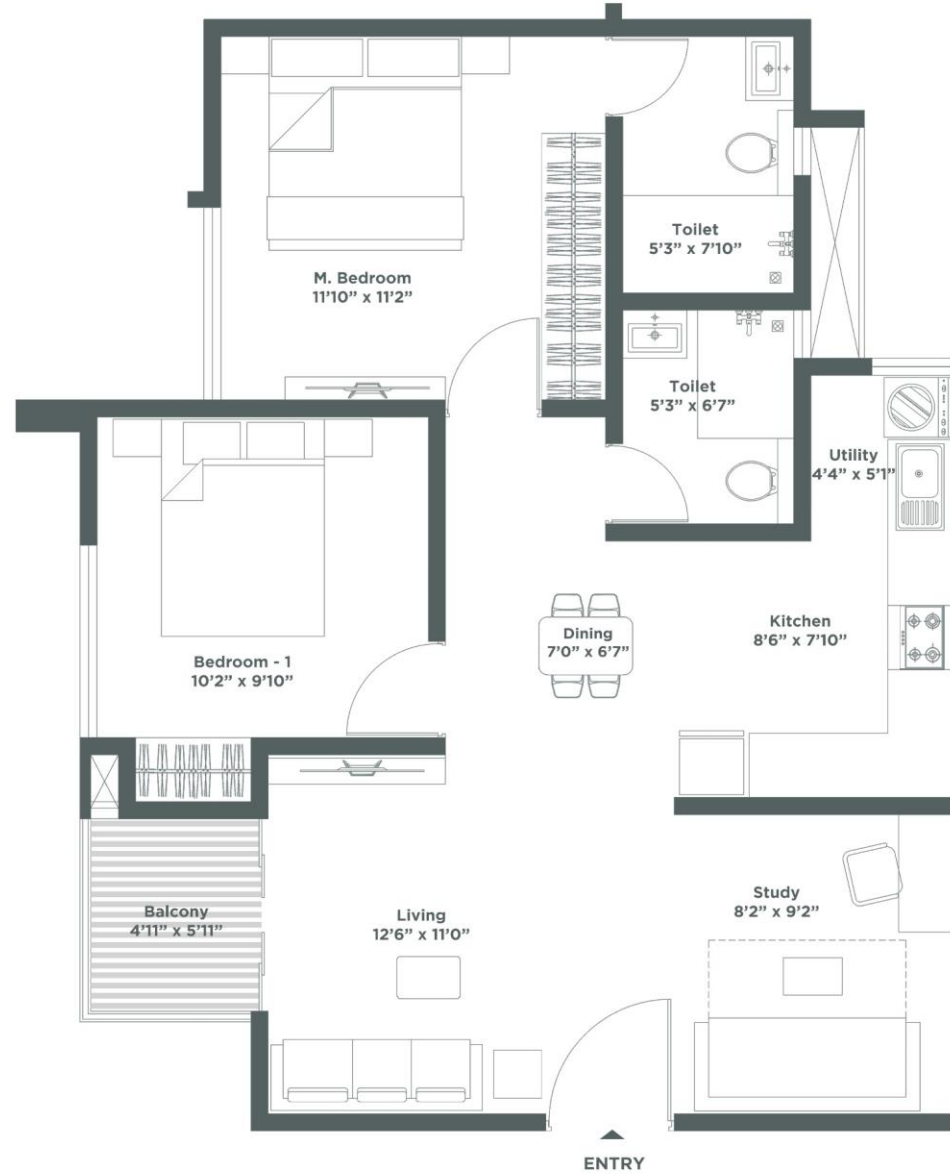 Toilet
5'3” x 7'10”
M. Bedroom
11'10” x 11'2”
Toilet
5'3” x 6'7”
Utility
4'4” x 5'1”
Kitchen
8'6” x 7'10”
Dining
7'0” x 6'7”
Bedroom - 1
10'2” x 9'10”
Study
8'2” x 9'2”
Balcony
4'11” x 5'11”
Living
12'6” x 11'0”
ENTRY